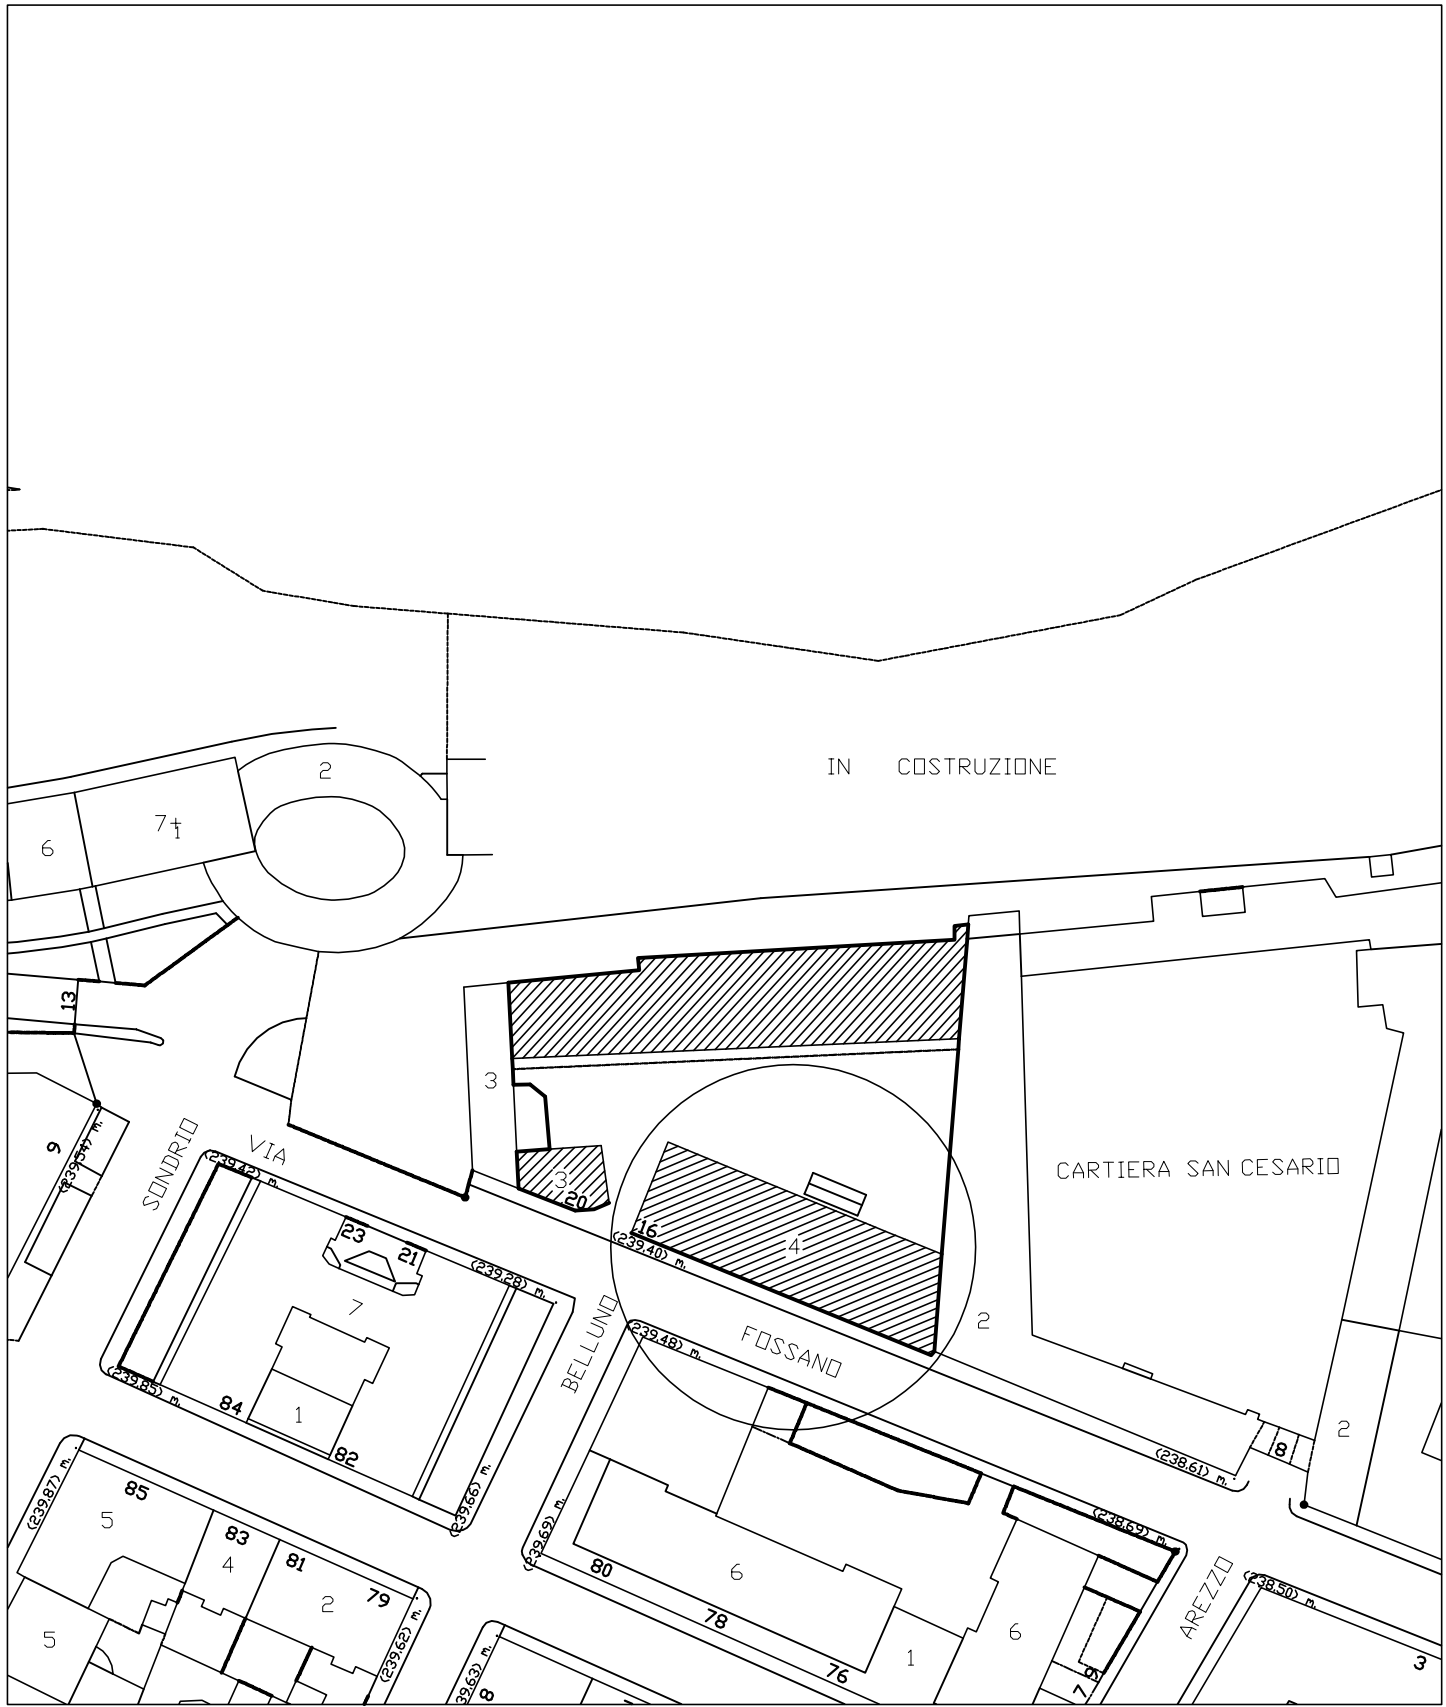 2
IN COSTRUZIONE
7+1
6
13
3
9
(239.54) m.
SONDRIO
VIA
(239.42) m.
3
20
16
(239.40) m.
4
CARTIERA SAN CESARIO
23
21
(239.28) m.
7
BELLUNO
(239.48) m.
FOSSANO
2
(239.85) m.
84
1
82
2
8
(238.61) m.
(239.87) m.
85
5
83
4
81
2
79
(239.66) m.
(239.69) m.
80
6
78
76
(238.69) m.
AREZZO
(238.50) m.
5
(239.62) m.
239.63) m.
8
1
6
9
7
3